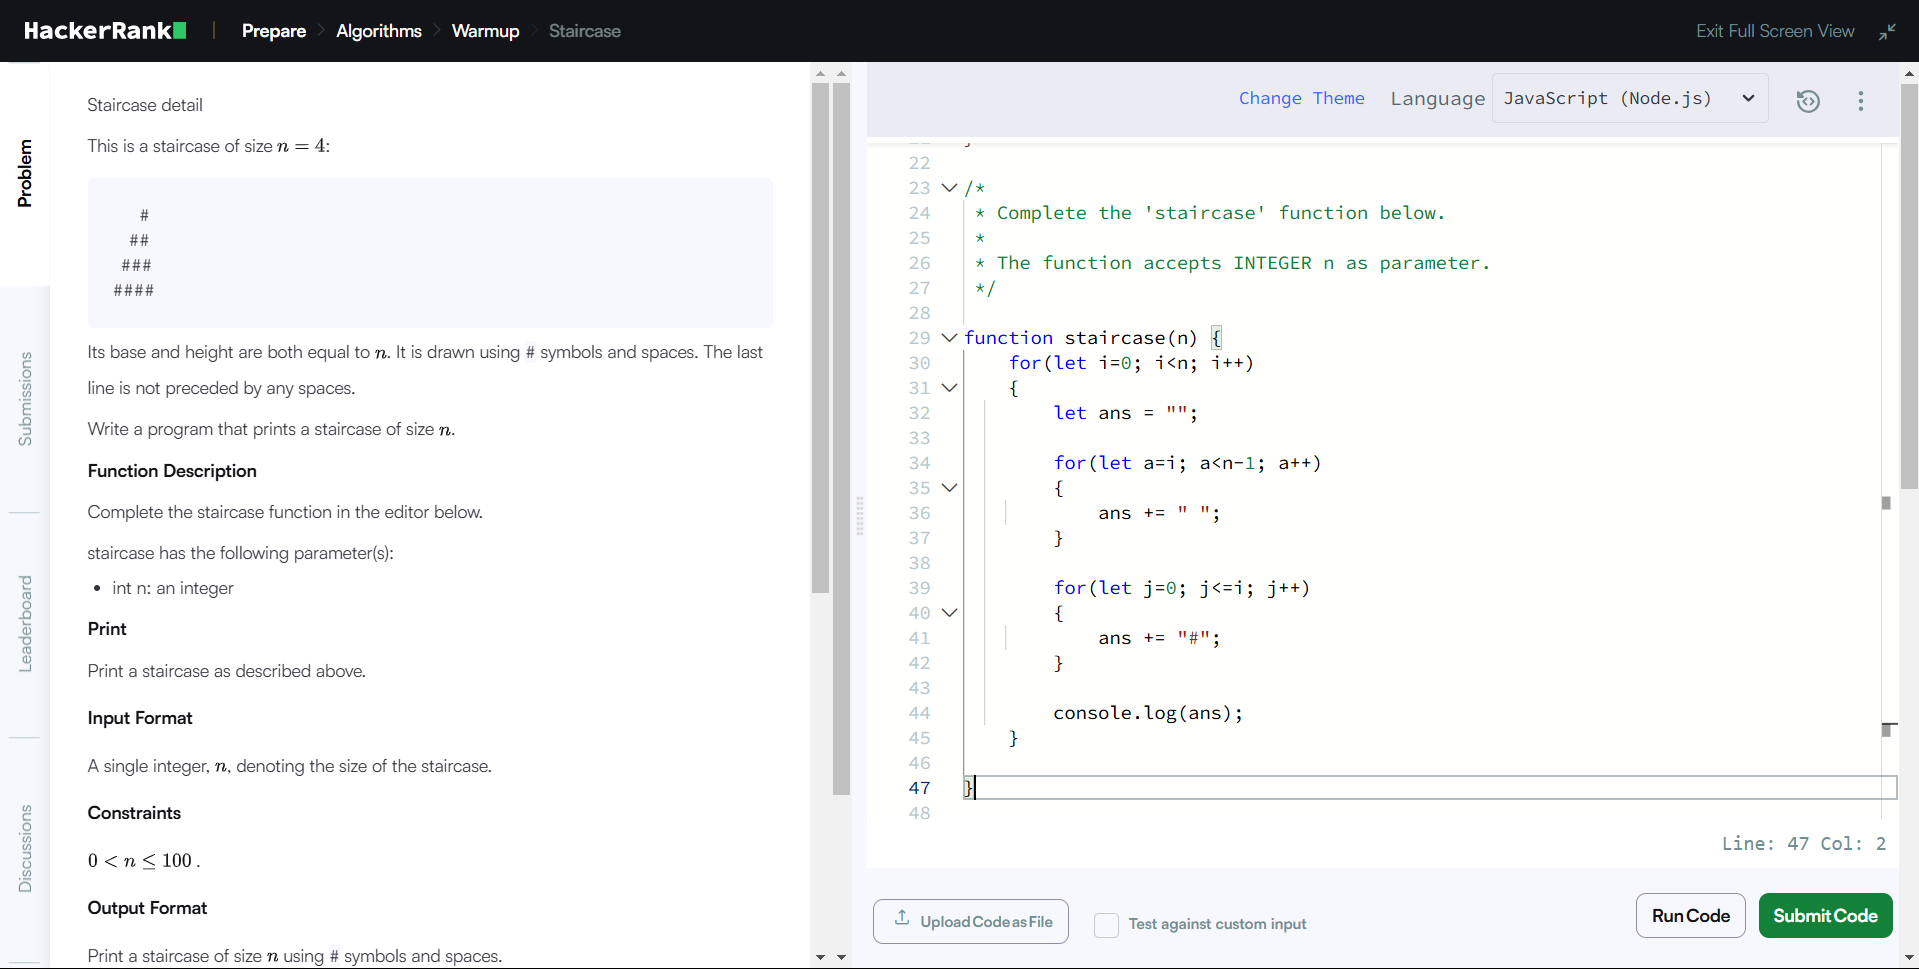 HackerRank | Prepare > Algorithms > Warmup > Staircase
Exit Full Screen View
Problem
Submissions
Leaderboard
Discussions
Staircase detail
This is a staircase of size n = 4:
   #
  ##
 ###
####
Its base and height are both equal to n. It is drawn using # symbols and spaces. The last
line is not preceded by any spaces.
Write a program that prints a staircase of size n.
Function Description
Complete the staircase function in the editor below.
staircase has the following parameter(s):
• int n: an integer
Print
Print a staircase as described above.
Input Format
A single integer, n, denoting the size of the staircase.
Constraints
0 < n ≤ 100 .
Output Format
Print a staircase of size n using # symbols and spaces.
Change Theme Language JavaScript (Node.js)
22
23 /*
24  * Complete the 'staircase' function below.
25  *
26  * The function accepts INTEGER n as parameter.
27  */
28
29 function staircase(n) {
30     for(let i=0; i<n; i++)
31     {
32         let ans = "";
33
34         for(let a=i; a<n-1; a++)
35         {
36             ans += " ";
37         }
38
39         for(let j=0; j<=i; j++)
40         {
41             ans += "#";
42         }
43
44         console.log(ans);
45     }
46
47 }
48
Line: 47 Col: 2
Upload Code as File
Test against custom input
Run Code
Submit Code